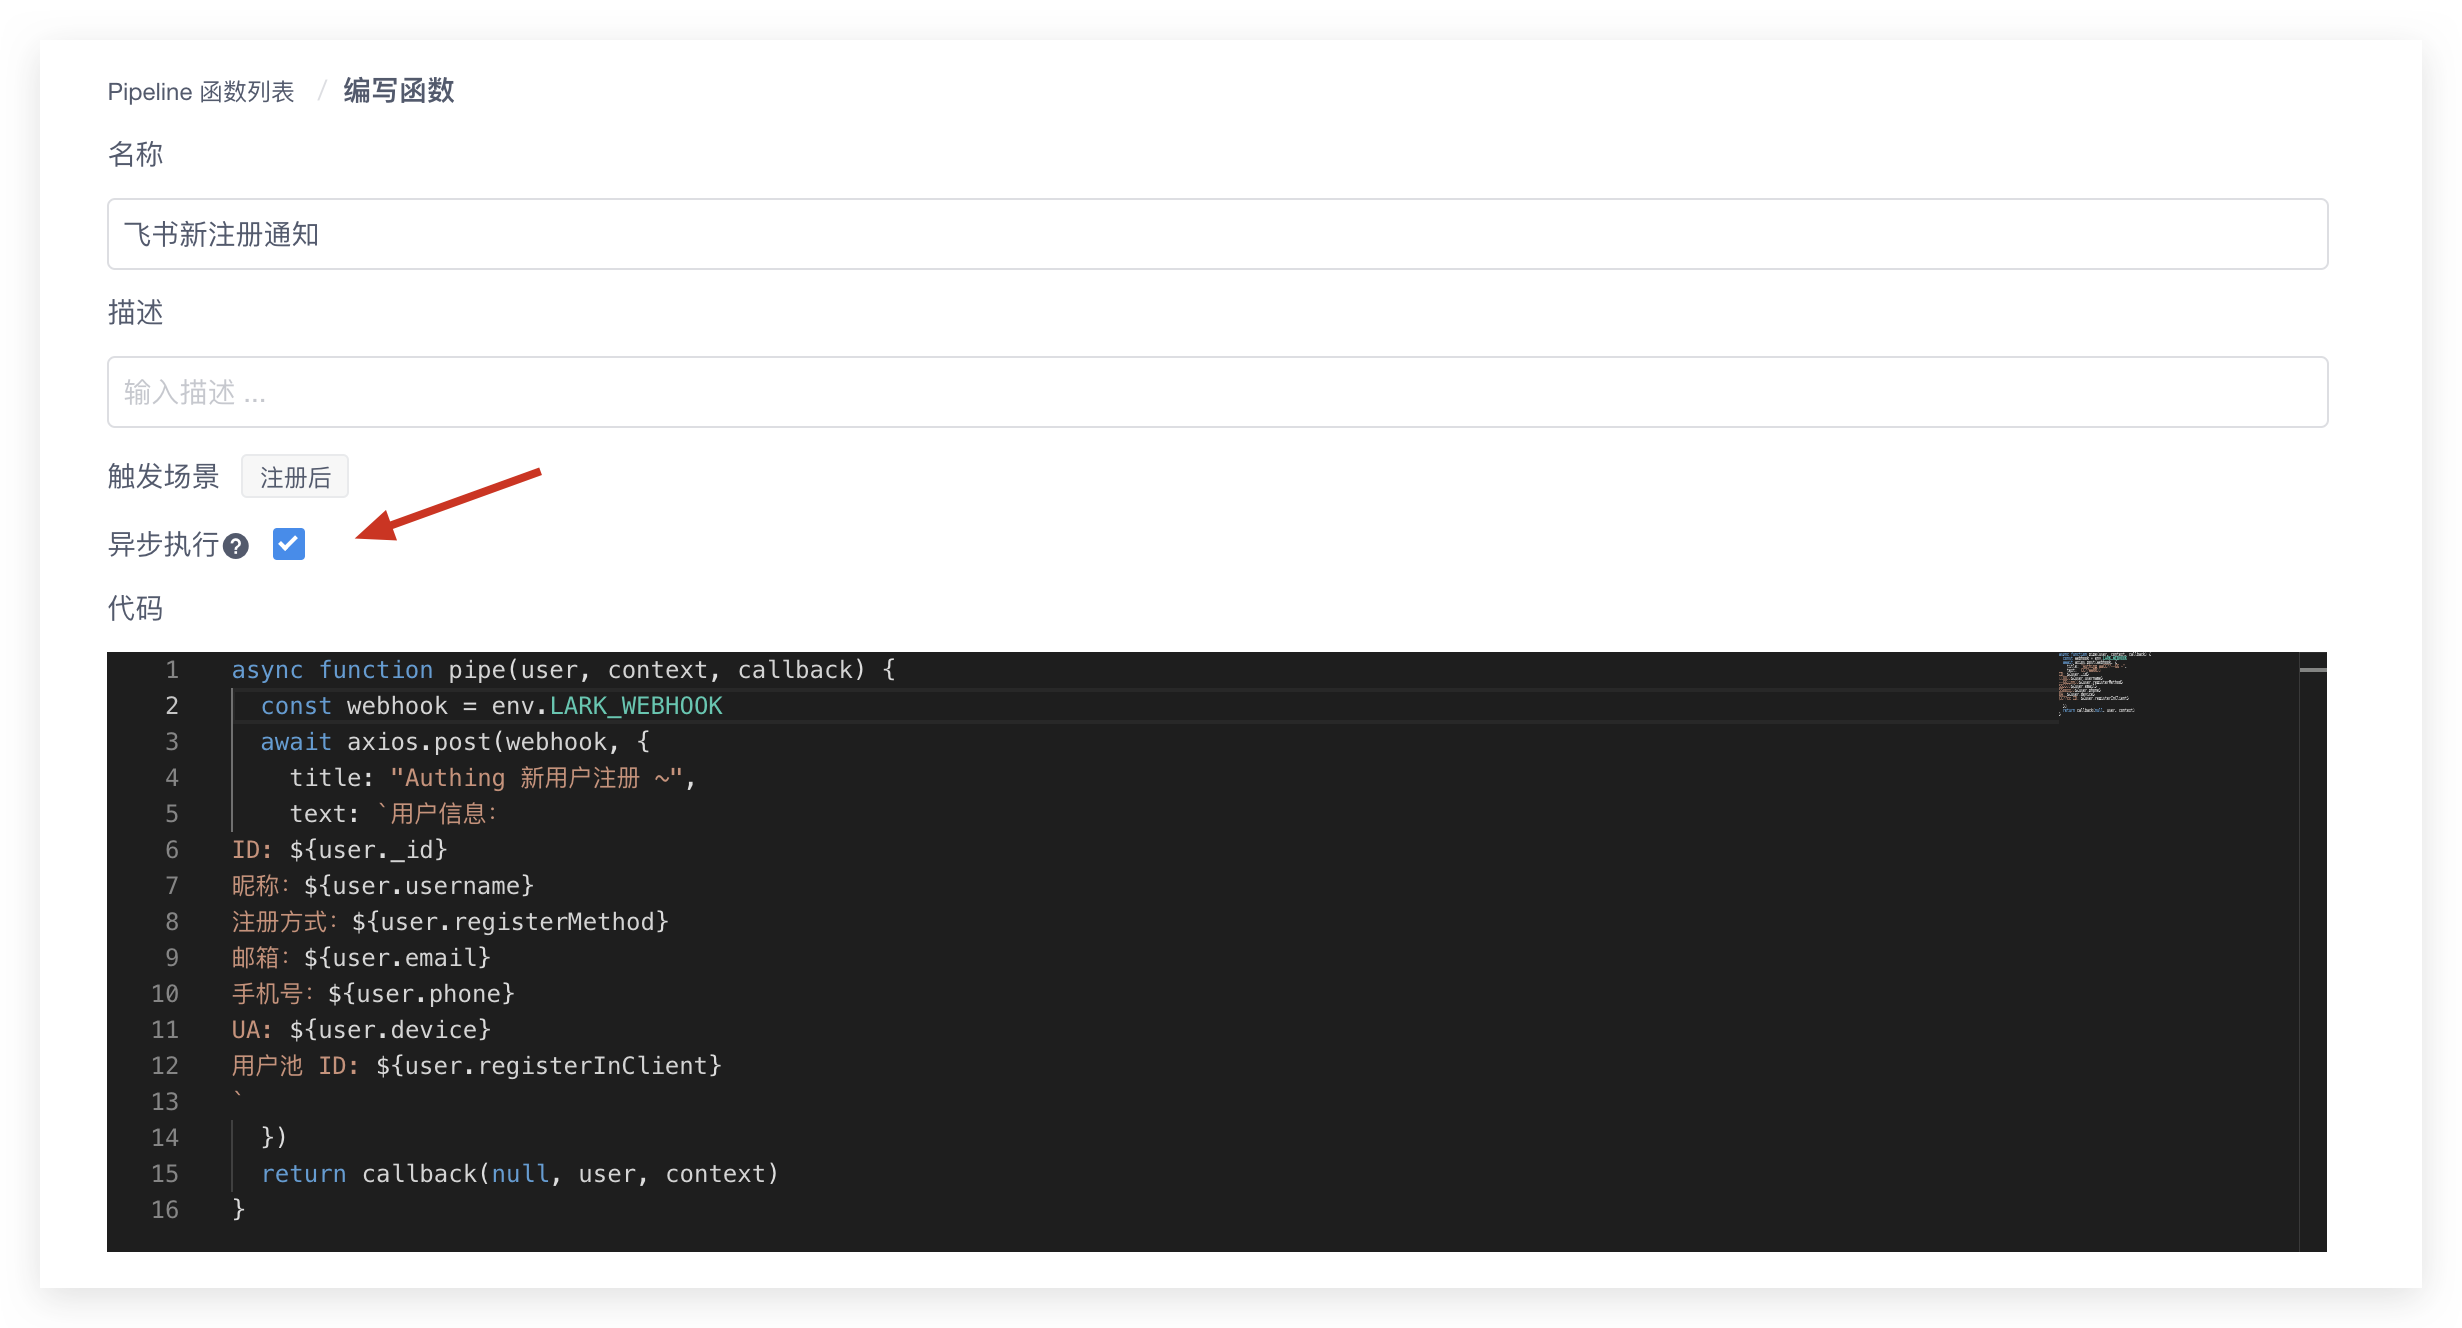 Pipeline 函数列表 / 编写函数
名称
飞书新注册通知
描述
输入描述 ...
触发场景 注册后
异步执行 ?
代码
1 async function pipe(user, context, callback) {
2   const webhook = env.LARK_WEBHOOK
3   await axios.post(webhook, {
4     title: "Authing 新用户注册 ~",
5     text: `用户信息：
6 ID: ${user._id}
7 昵称：${user.username}
8 注册方式：${user.registerMethod}
9 邮箱：${user.email}
10 手机号：${user.phone}
11 UA: ${user.device}
12 用户池 ID: ${user.registerInClient}
13 `
14   })
15   return callback(null, user, context)
16 }